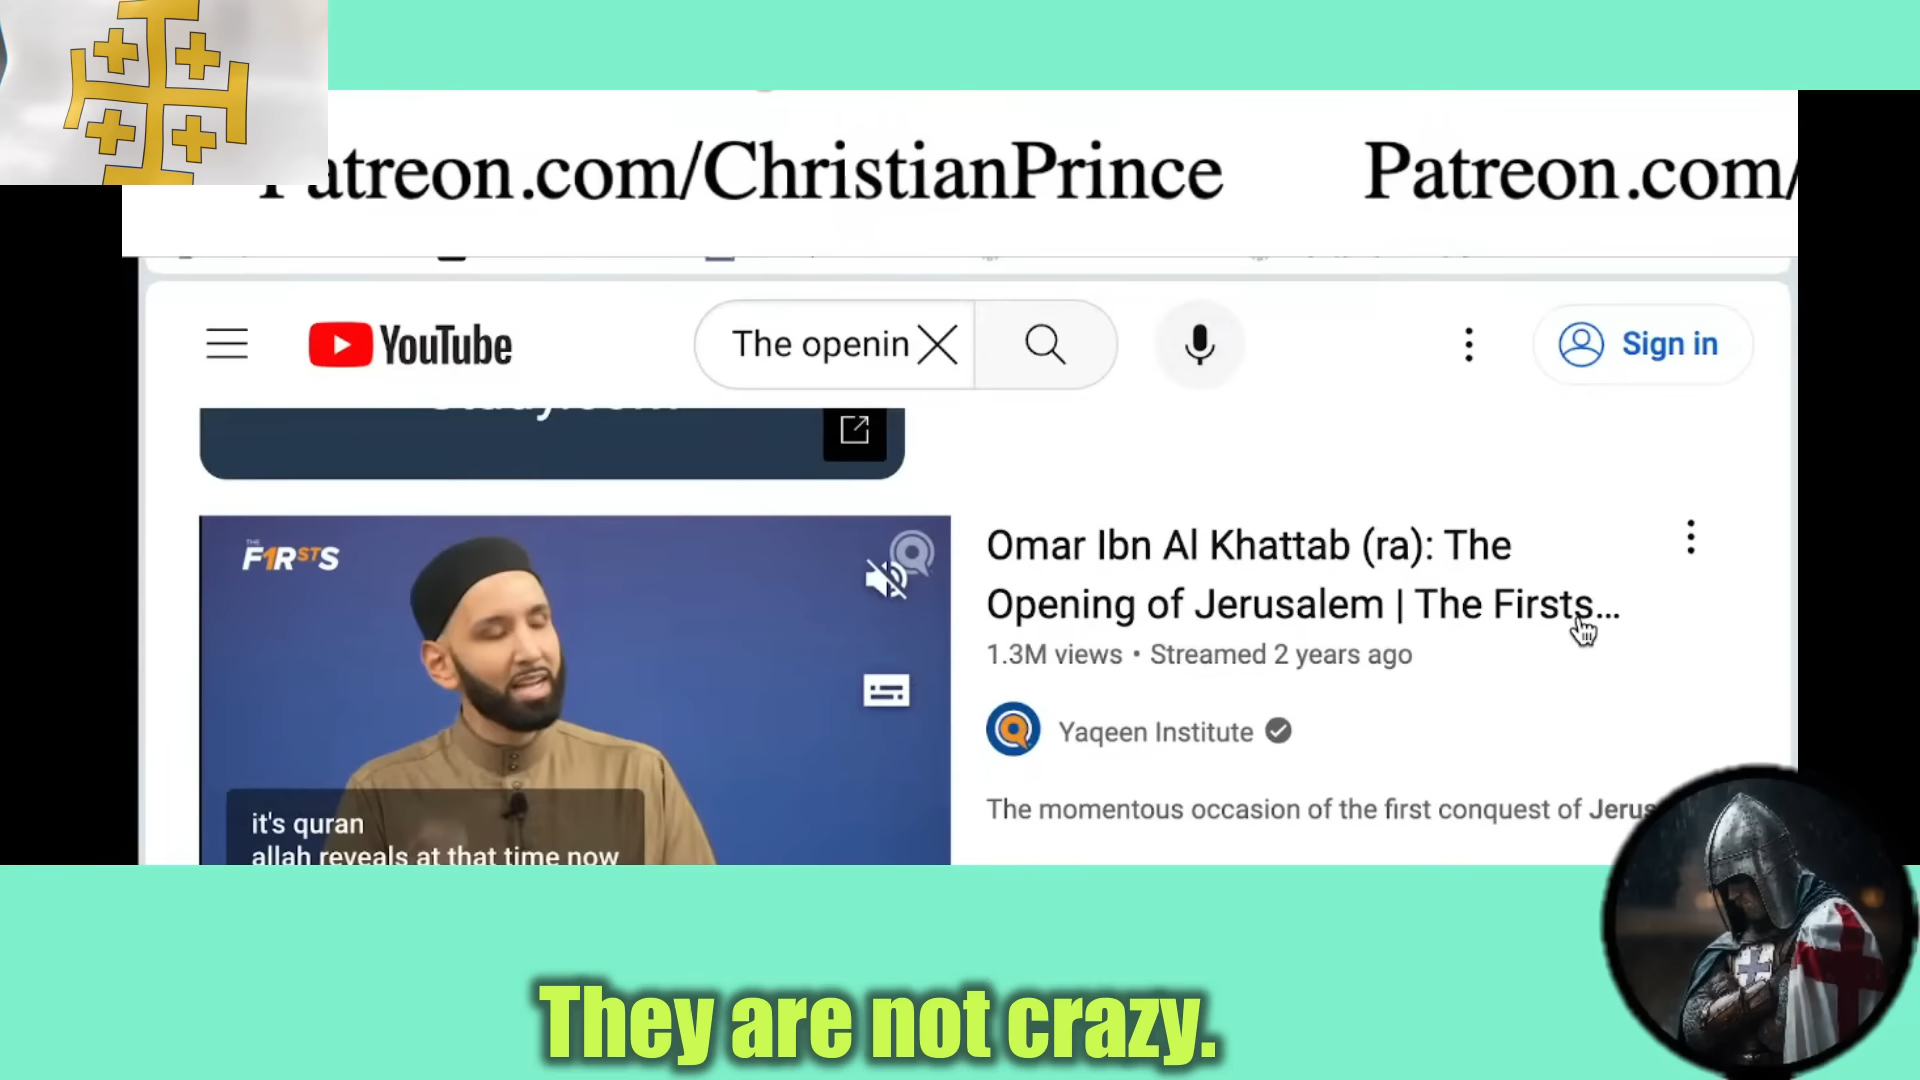 Patreon.com/ChristianPrince Patreon.com/
YouTube
The openin
Sign in
THE
F1RSTS
Omar Ibn Al Khattab (ra): The
Opening of Jerusalem | The Firsts...
1.3M views • Streamed 2 years ago
Yaqeen Institute
The momentous occasion of the first conquest of Jerus
it's quran
allah reveals at that time now
They are not crazy.